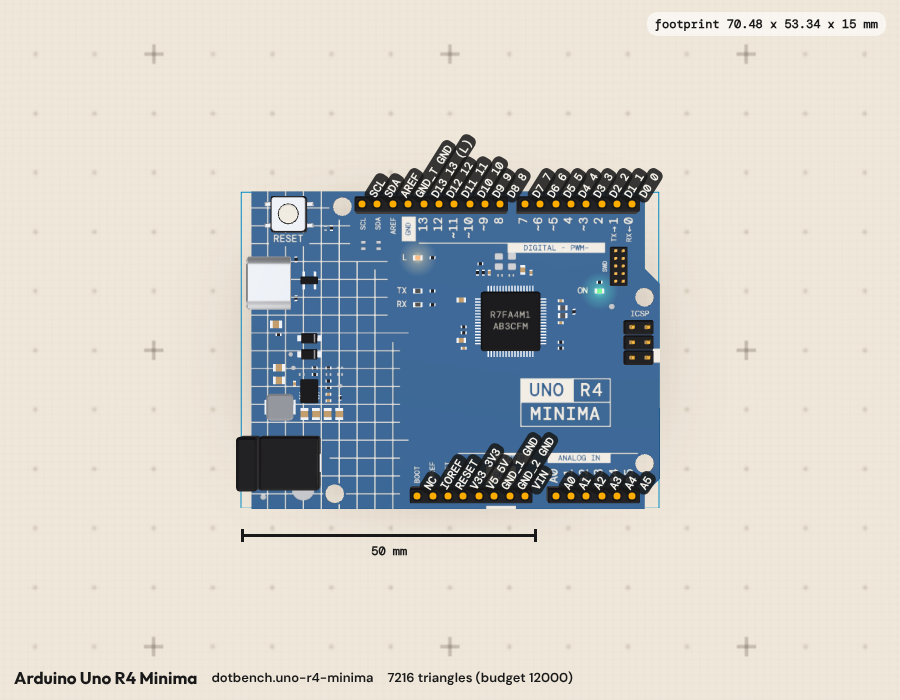 footprint 70.48 x 53.34 x 15 mm
SCL
SDA
AREF
GND_T GND
D13 13 (L)
D12 12
D11 11
D10 10
D9 9
D8 8
D7 7
D6 6
D5 5
D4 4
D3 3
D2 2
D1 1
D0 0
RESET
SCL
SDA
AREF
GND
13
12
~11
~10
~9
8
7
~6
~5
4
~3
2
TX→1
RX←0
DIGITAL - PWM~
L
SWD
TX
RX
ON
R7FA4M1
AB3CFM
ICSP
UNO R4
MINIMA
ANALOG IN
BOOT
NC
IOREF
RESET
V33 3V3
V5 5V
GND_1 GND
GND_2 GND
VIN
A0
A0
A1
A2
A3
A4
A5
50 mm
Arduino Uno R4 Minima dotbench.uno-r4-minima 7216 triangles (budget 12000)